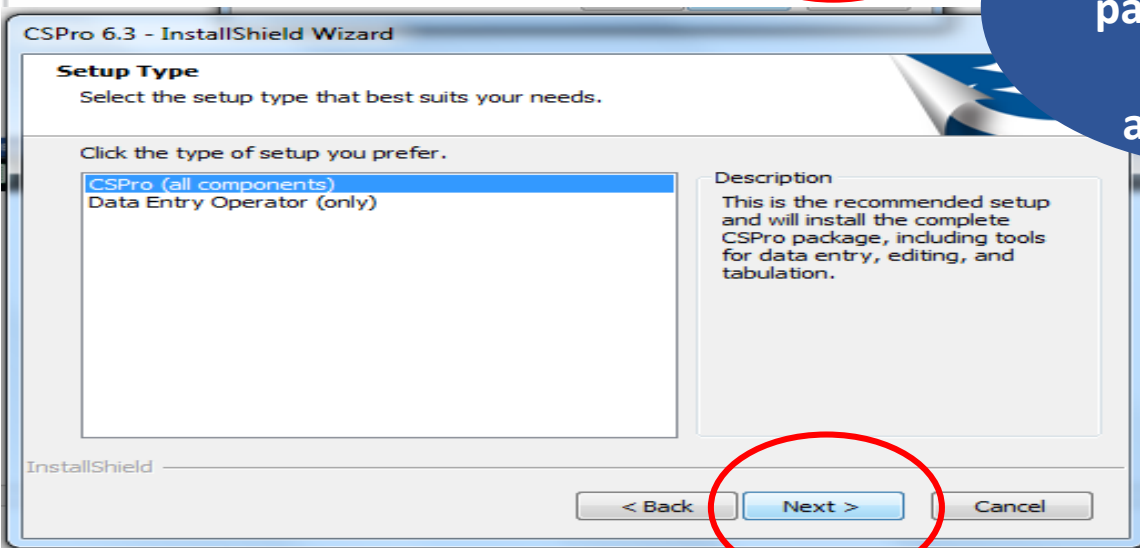 CSPro 6.3 - InstallShield Wizard
Setup Type
Select the setup type that best suits your needs.
Click the type of setup you prefer.
CSPro (all components)
Data Entry Operator (only)
Description
This is the recommended setup
and will install the complete
CSPro package, including tools
for data entry, editing, and
tabulation.
InstallShield
< Back
Next >
Cancel